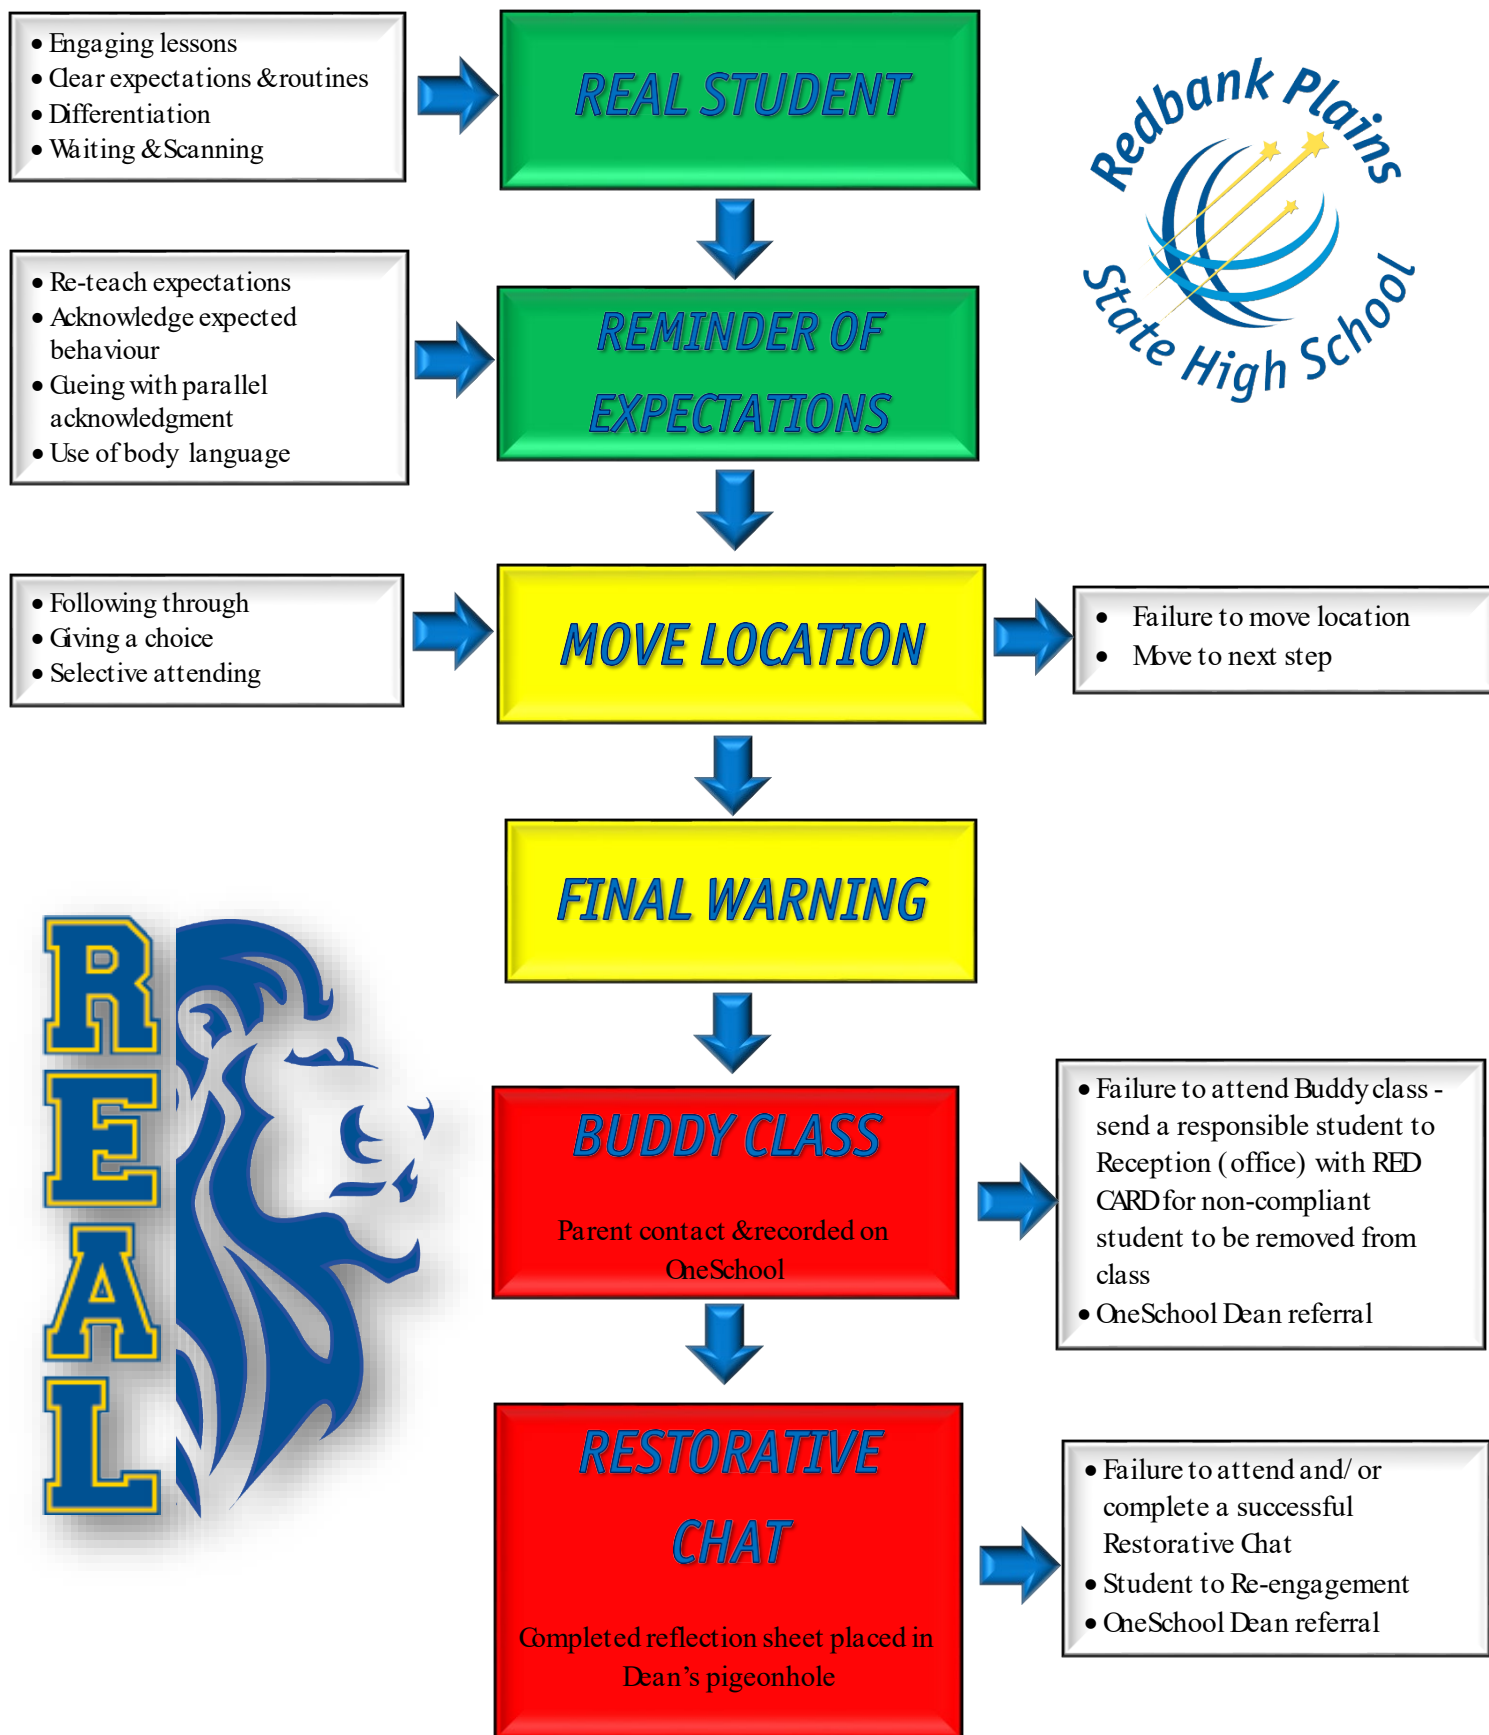 • Engaging lessons
• Clear expectations & routines
• Differentiation
• Waiting & Scanning
REAL STUDENT
Redbank Plains
State High School
• Re-teach expectations
• Acknowledge expected
behaviour
• Cueing with parallel
acknowledgment
• Use of body language
REMINDER OF
EXPECTATIONS
• Following through
• Giving a choice
• Selective attending
MOVE LOCATION
• Failure to move location
• Move to next step
FINAL WARNING
REAL
BUDDY CLASS
Parent contact & recorded on
OneSchool
• Failure to attend Buddy class -
send a responsible student to
Reception (office) with RED
CARD for non-compliant
student to be removed from
class
• OneSchool Dean referral
RESTORATIVE
CHAT
Completed reflection sheet placed in
Dean's pigeonhole
• Failure to attend and/or
complete a successful
Restorative Chat
• Student to Re-engagement
• OneSchool Dean referral